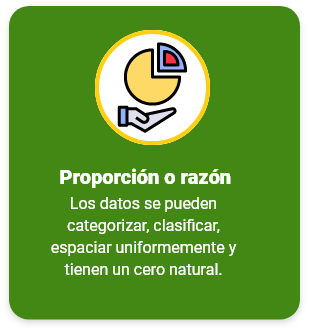 Proporción o razón
Los datos se pueden
categorizar, clasificar,
espaciar uniformemente y
tienen un cero natural.